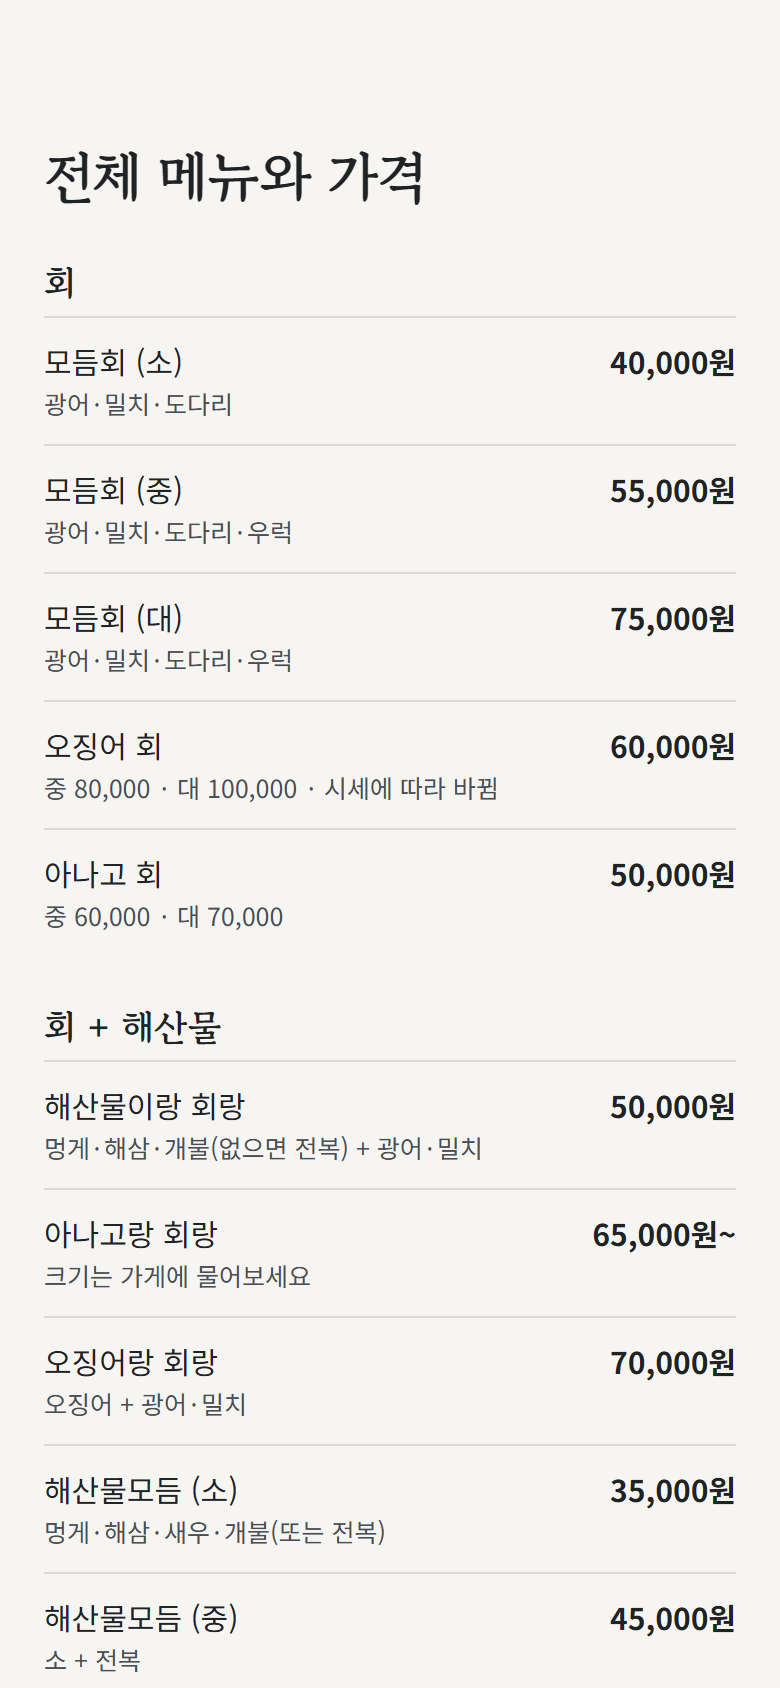 전체 메뉴와 가격
회
모듬회 (소) 40,000원
광어·밀치·도다리
모듬회 (중) 55,000원
광어·밀치·도다리·우럭
모듬회 (대) 75,000원
광어·밀치·도다리·우럭
오징어 회 60,000원
중 80,000 · 대 100,000 · 시세에 따라 바뀜
아나고 회 50,000원
중 60,000 · 대 70,000
회 + 해산물
해산물이랑 회랑 50,000원
멍게·해삼·개불(없으면 전복) + 광어·밀치
아나고랑 회랑 65,000원~
크기는 가게에 물어보세요
오징어랑 회랑 70,000원
오징어 + 광어·밀치
해산물모듬 (소) 35,000원
멍게·해삼·새우·개불(또는 전복)
해산물모듬 (중) 45,000원
소 + 전복